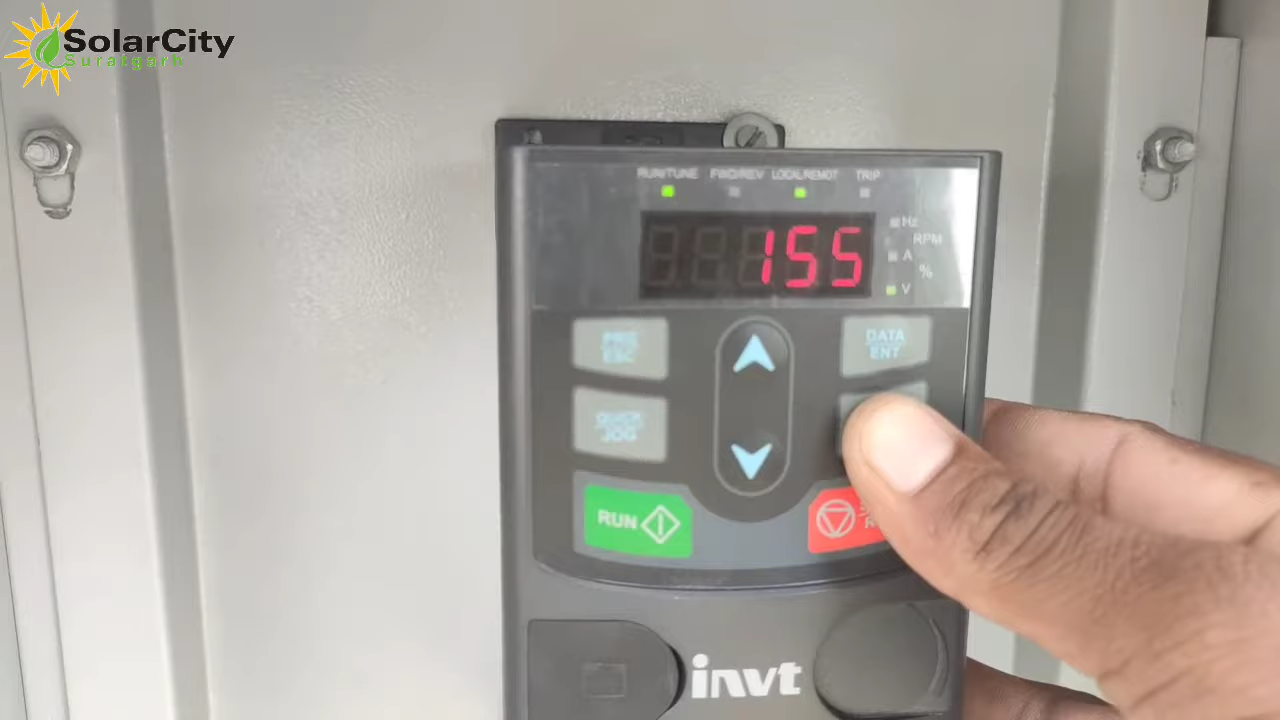 SolarCity
Suratgarh
RUN/TUNE FWD/REV LOCAL/REMOT TRIP
155
Hz
RPM
A
%
V
PRG
ESC
DATA
ENT
QUICK
JOG
RUN
invt